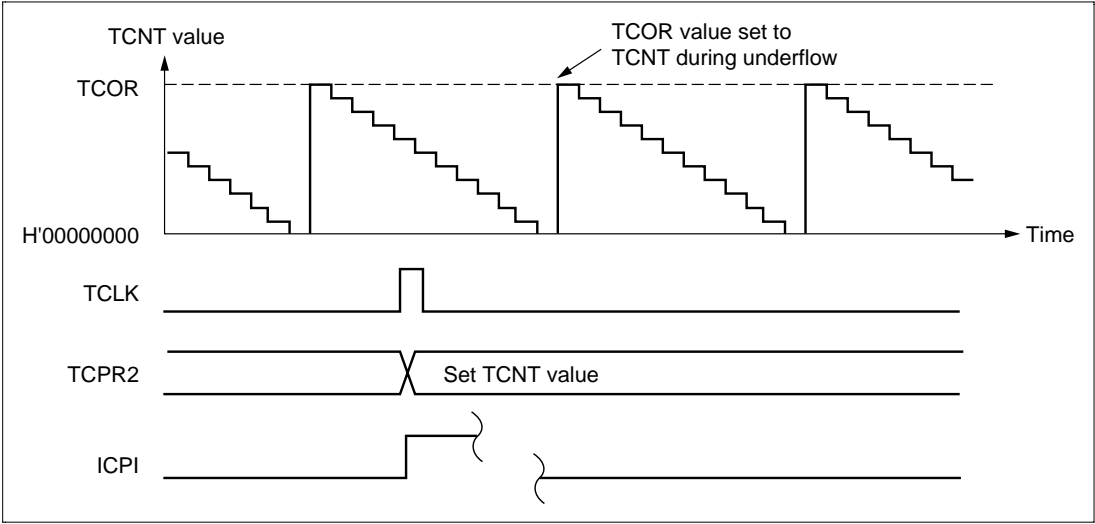 TCNT value
TCOR value set to
TCNT during underflow
TCOR
H'00000000
Time
TCLK
TCPR2
Set TCNT value
ICPI